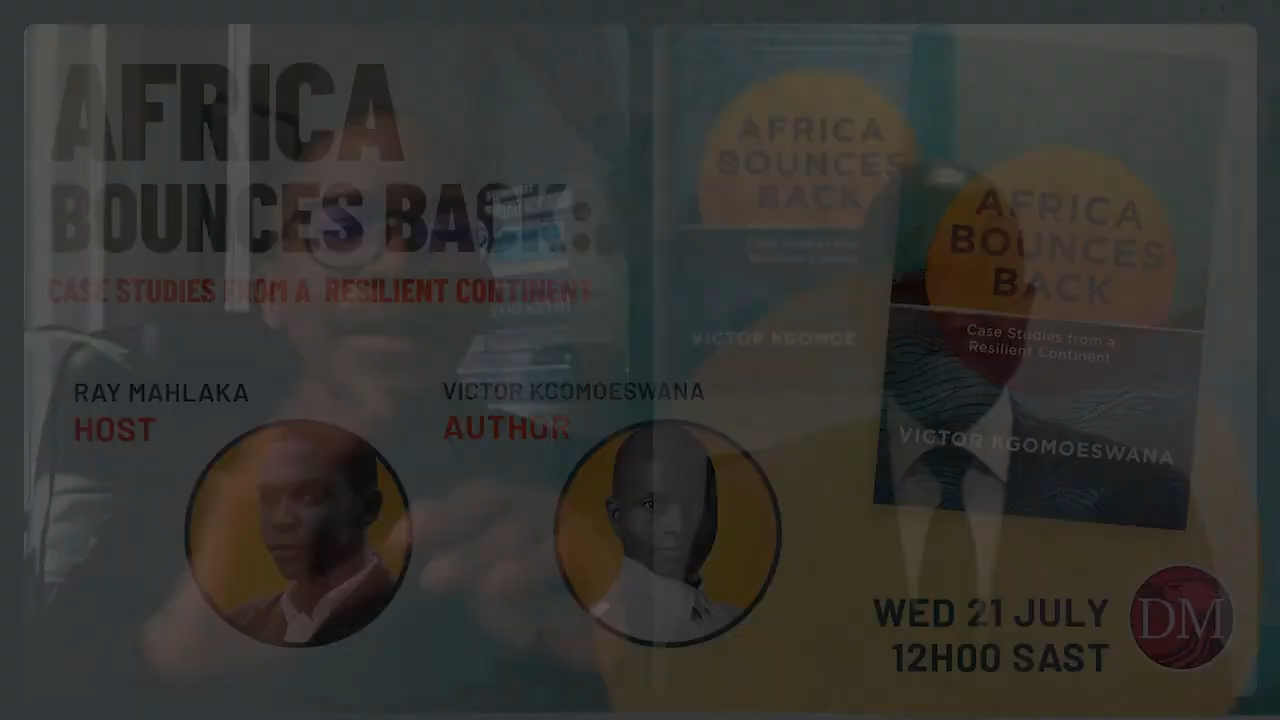 AFRICA
BOUNCES BACK:
CASE STUDIES FROM A RESILIENT CONTINENT
RAY MAHLAKA
HOST
VICTOR KGOMOESWANA
AUTHOR
AFRICA
BOUNCES
BACK
VICTOR
AFRICA
BOUNCES
BACK
Case Studies from a
Resilient Continent
VICTOR KGOMOESWANA
WED 21 JULY
12H00 SAST
DM